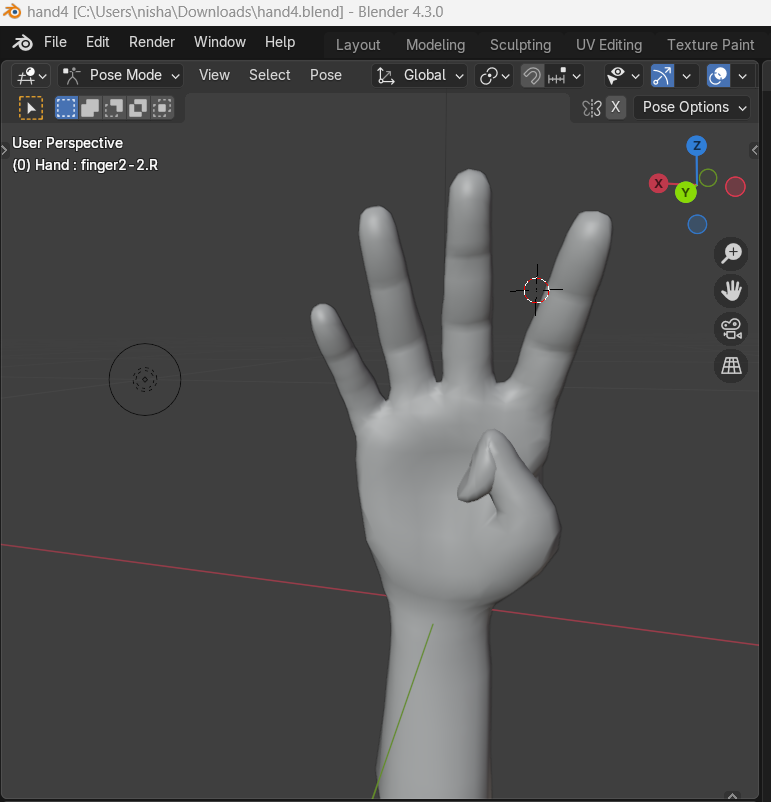 hand4 [C:\Users\nisha\Downloads\hand4.blend] - Blender 4.3.0
File Edit Render Window Help Layout Modeling Sculpting UV Editing Texture Paint
Pose Mode View Select Pose Global
X Pose Options
User Perspective
(0) Hand : finger2-2.R
Z
X
Y